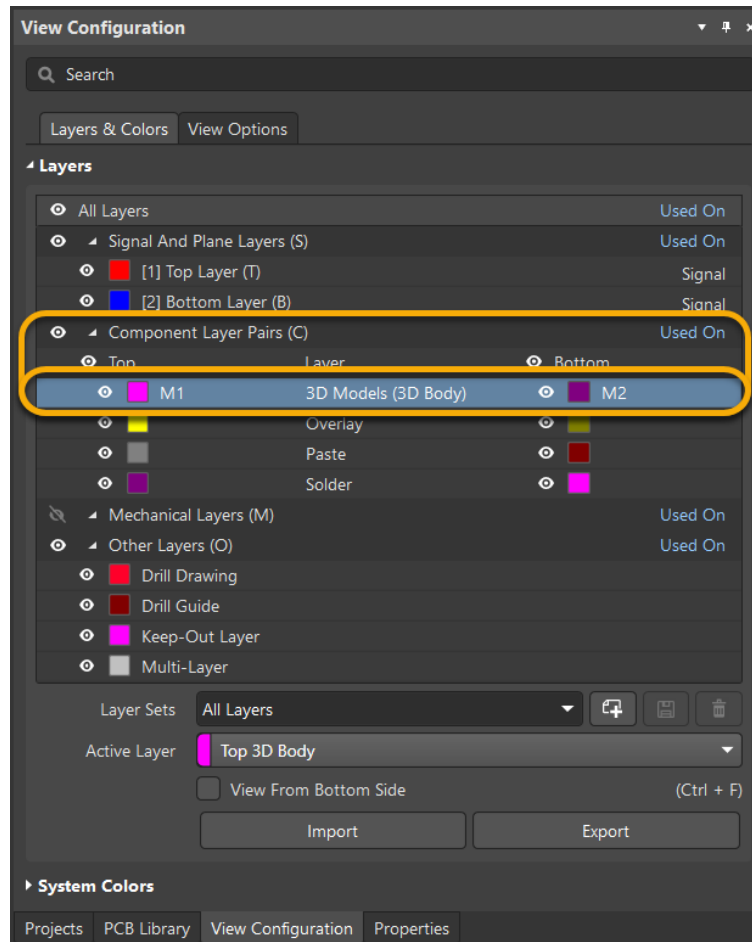 View Configuration
Search
Layers & Colors View Options
Layers
All Layers Used On
Signal And Plane Layers (S) Used On
[1] Top Layer (T) Signal
[2] Bottom Layer (B) Signal
Component Layer Pairs (C) Used On
Top Layer Bottom
M1 3D Models (3D Body) M2
Overlay
Paste
Solder
Mechanical Layers (M) Used On
Other Layers (O) Used On
Drill Drawing
Drill Guide
Keep-Out Layer
Multi-Layer
Layer Sets All Layers
Active Layer Top 3D Body
View From Bottom Side (Ctrl + F)
Import Export
System Colors
Projects PCB Library View Configuration Properties